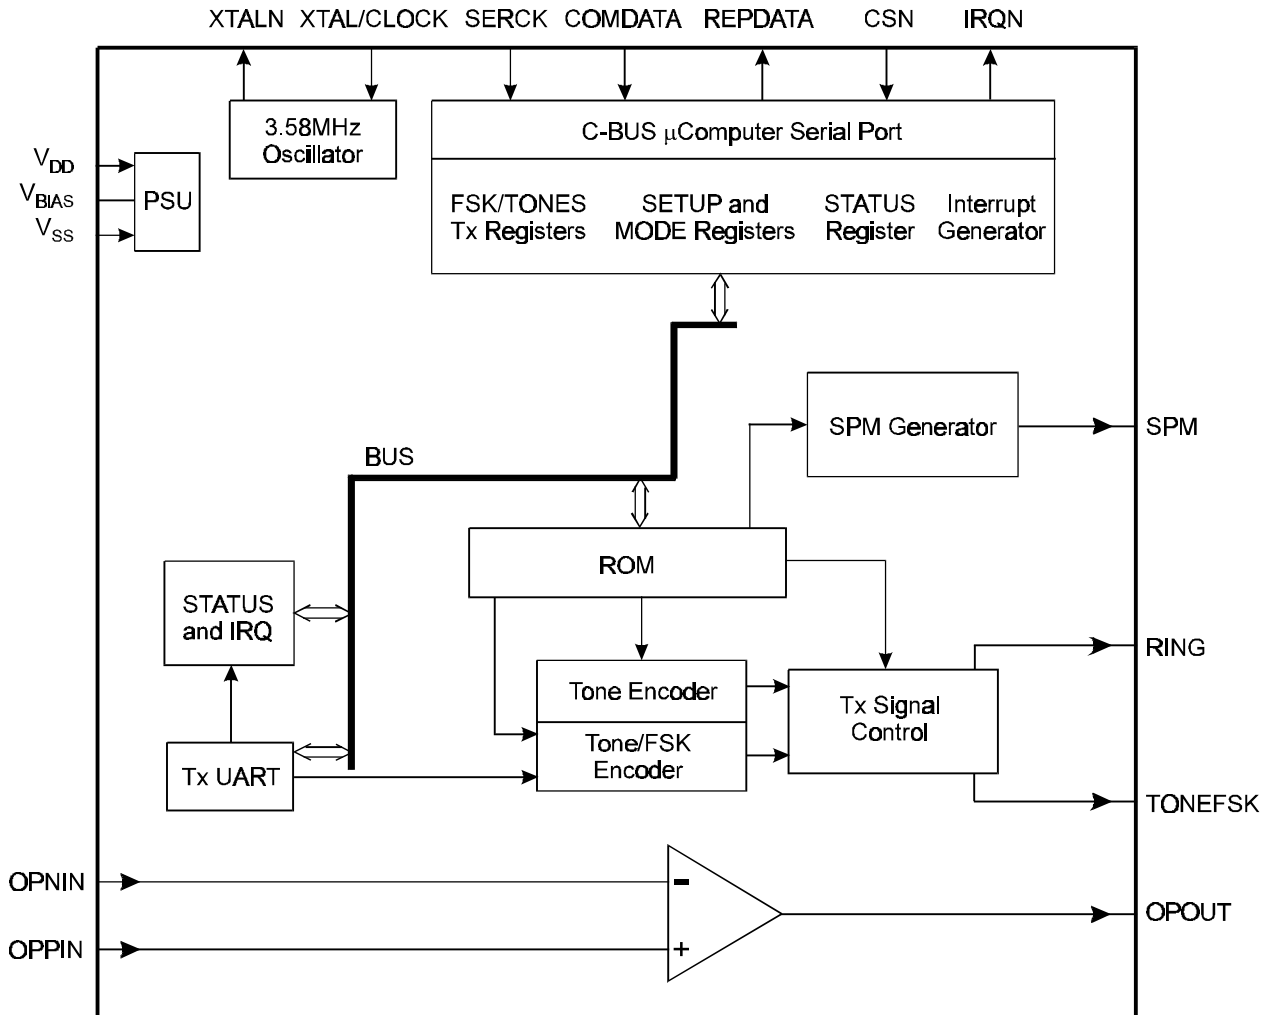 XTALN XTAL/CLOCK SERCK COMDATA REPDATA CSN IRQN
3.58MHz
Oscillator
C-BUS µComputer Serial Port
FSK/TONES
Tx Registers
SETUP and
MODE Registers
STATUS
Register
Interrupt
Generator
VDD
VBIAS
VSS
PSU
SPM Generator
SPM
BUS
ROM
STATUS
and IRQ
RING
Tone Encoder
Tx Signal
Control
Tone/FSK
Encoder
Tx UART
TONEFSK
OPNIN
-
OPOUT
OPPIN
+